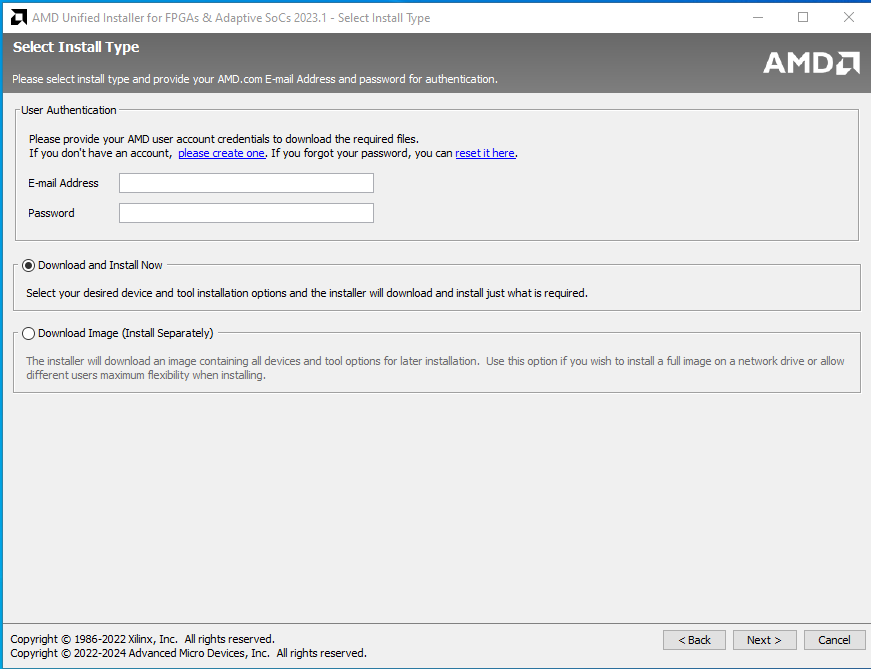 AMD Unified Installer for FPGAs & Adaptive SoCs 2023.1 - Select Install Type
Select Install Type
Please select install type and provide your AMD.com E-mail Address and password for authentication.
AMD
User Authentication
Please provide your AMD user account credentials to download the required files.
If you don't have an account, please create one. If you forgot your password, you can reset it here.
E-mail Address
Password
Download and Install Now
Select your desired device and tool installation options and the installer will download and install just what is required.
Download Image (Install Separately)
The installer will download an image containing all devices and tool options for later installation. Use this option if you wish to install a full image on a network drive or allow
different users maximum flexibility when installing.
Copyright © 1986-2022 Xilinx, Inc. All rights reserved.
Copyright © 2022-2024 Advanced Micro Devices, Inc. All rights reserved.
< Back
Next >
Cancel